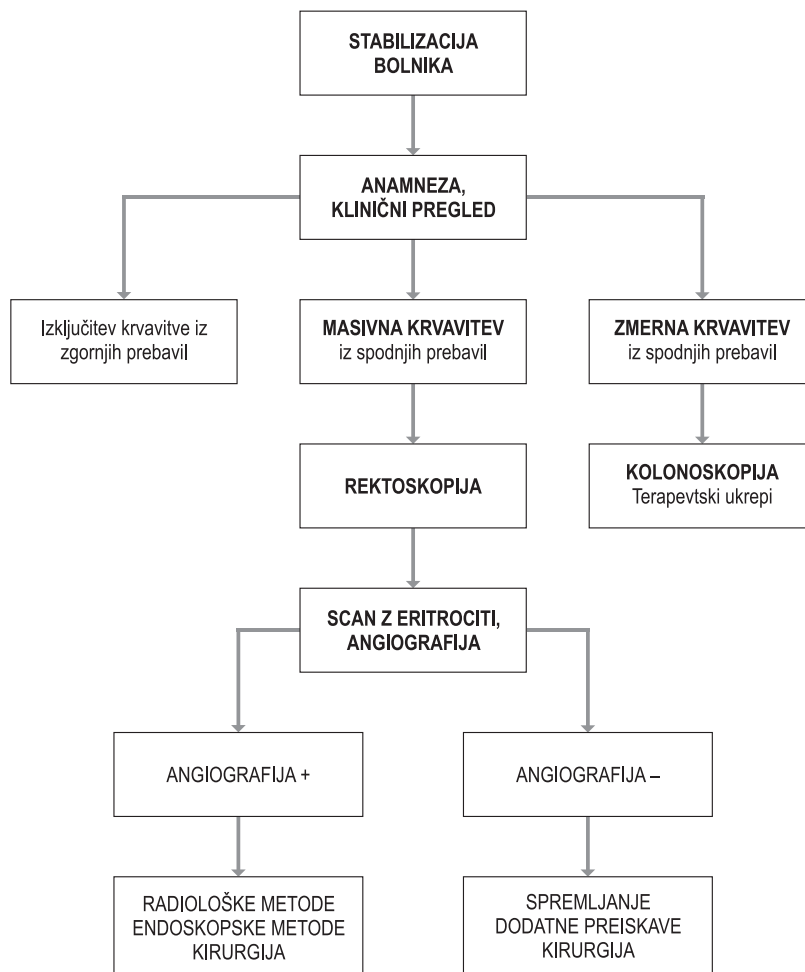 STABILIZACIJA
BOLNIKA
ANAMNEZA,
KLINIČNI PREGLED
Izključitev krvavitve iz
zgornjih prebavil
MASIVNA KRVAVITEV
iz spodnjih prebavil
ZMERNA KRVAVITEV
iz spodnjih prebavil
REKTOSKOPIJA
KOLONOSKOPIJA
Terapevtski ukrepi
SCAN Z ERITROCITI,
ANGIOGRAFIJA
ANGIOGRAFIJA +
ANGIOGRAFIJA –
RADIOLOŠKE METODE
ENDOSKOPSKE METODE
KIRURGIJA
SPREMLJANJE
DODATNE PREISKAVE
KIRURGIJA